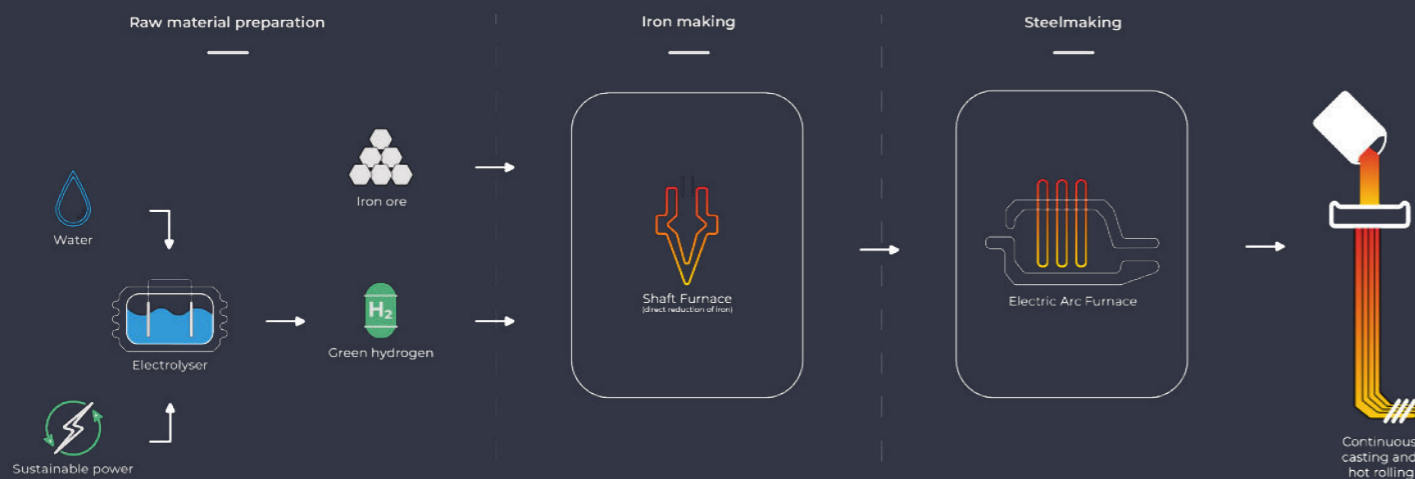 Raw material preparation
Iron making
Steelmaking
Iron ore
Water
H₂
Green hydrogen
Electrolyser
Sustainable power
Shaft Furnace
(direct reduction of iron)
Electric Arc Furnace
Continuous
casting and
hot rolling